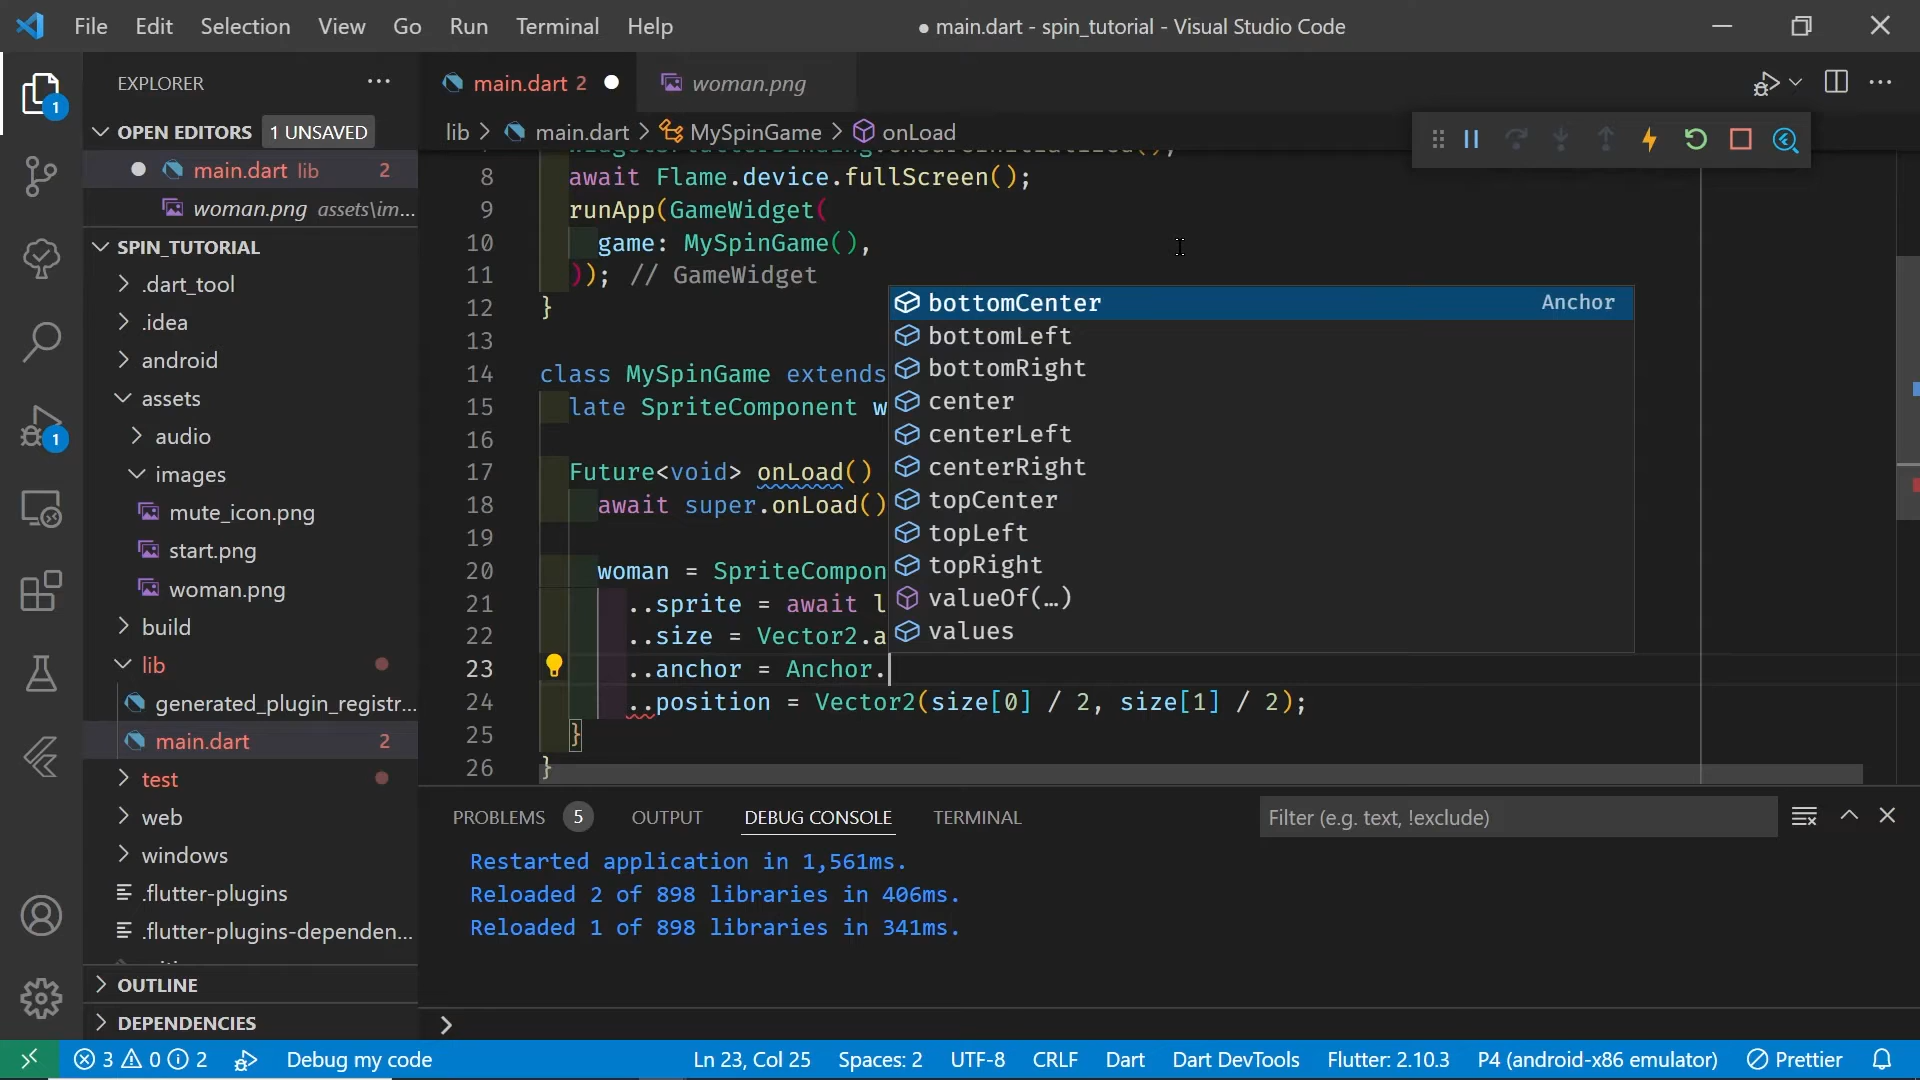 File Edit Selection View Go Run Terminal Help
● main.dart - spin_tutorial - Visual Studio Code
EXPLORER
OPEN EDITORS 1 UNSAVED
main.dart lib 2
woman.png assets\im...
SPIN_TUTORIAL
.dart_tool
.idea
android
assets
audio
images
mute_icon.png
start.png
woman.png
build
lib
generated_plugin_registr...
main.dart 2
test
web
windows
.flutter-plugins
.flutter-plugins-dependen...
OUTLINE
DEPENDENCIES
1
1
main.dart 2
woman.png
lib > main.dart > MySpinGame > onLoad
8 await Flame.device.fullScreen();
9 runApp(GameWidget(
10 game: MySpinGame(),
11 )); // GameWidget
12 }
13
14 class MySpinGame extends
15 late SpriteComponent w
16
17 Future<void> onLoad()
18 await super.onLoad()
19
20 woman = SpriteCompon
21 ..sprite = await l
22 ..size = Vector2.a
23 ..anchor = Anchor.
24 ..position = Vector2(size[0] / 2, size[1] / 2);
25 }
26 }
bottomCenter Anchor
bottomLeft
bottomRight
center
centerLeft
centerRight
topCenter
topLeft
topRight
valueOf(…)
values
PROBLEMS 5 OUTPUT DEBUG CONSOLE TERMINAL
Filter (e.g. text, !exclude)
Restarted application in 1,561ms.
Reloaded 2 of 898 libraries in 406ms.
Reloaded 1 of 898 libraries in 341ms.
3 0 2 Debug my code Ln 23, Col 25 Spaces: 2 UTF-8 CRLF Dart Dart DevTools Flutter: 2.10.3 P4 (android-x86 emulator) Prettier